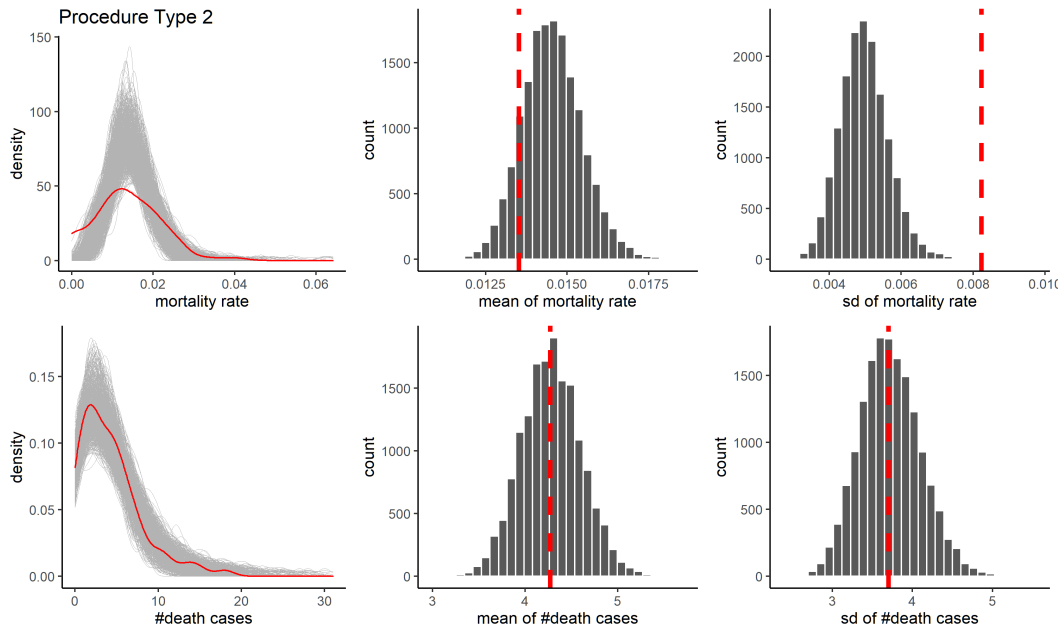 Procedure Type 2
150
100
50
0
density
0.00 0.02 0.04 0.06
mortality rate
1500
1000
500
0
count
0.0125 0.0150 0.0175
mean of mortality rate
2000
1500
1000
500
0
count
0.004 0.006 0.008 0.010
sd of mortality rate
0.15
0.10
0.05
0.00
density
0 10 20 30
#death cases
1500
1000
500
0
count
3 4 5
mean of #death cases
1500
1000
500
0
count
3 4 5
sd of #death cases